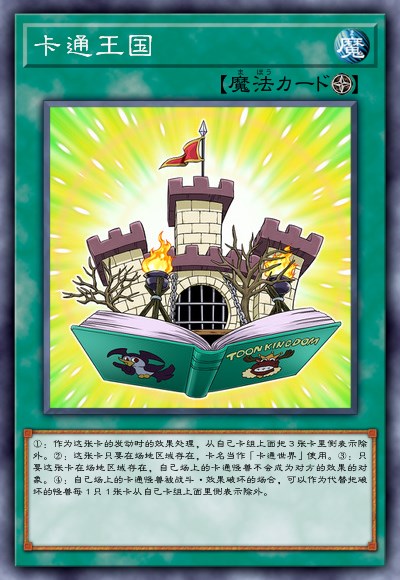 卡通王国
魔
【魔法カード】
まほう
TOON KINGDOM
①：作为这张卡的发动时的效果处理，从自己卡组上面把3张卡里侧表示除
外。②：这张卡只要在场地区域存在，卡名当作「卡通世界」使用。③：只
要这张卡在场地区域存在，自己场上的卡通怪兽不会成为对方的效果的对
象。④：自己场上的卡通怪兽被战斗·效果破坏的场合，可以作为代替把破
坏的怪兽每1只1张卡从自己卡组上面里侧表示除外。